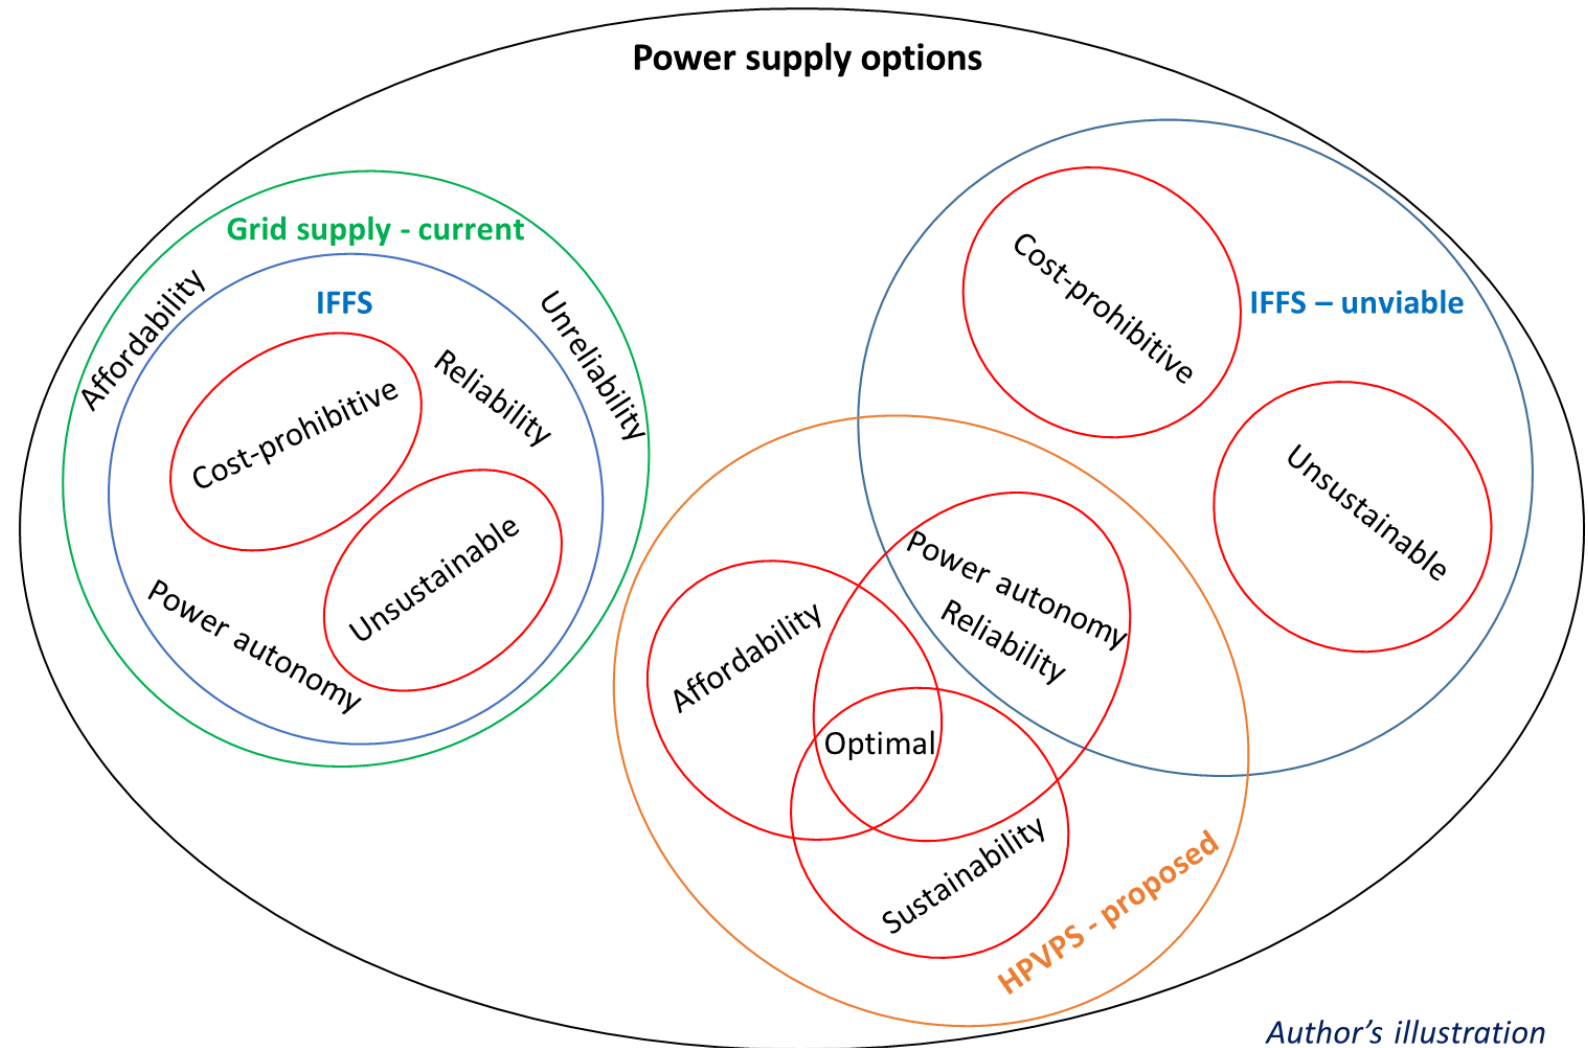 Power supply options
Grid supply - current
Affordability
IFFS
Unreliability
Cost-prohibitive
Reliability
Unsustainable
Power autonomy
Cost-prohibitive
IFFS – unviable
Unsustainable
Power autonomy
Reliability
Affordability
Optimal
Sustainability
HPVPS - proposed
Author's illustration